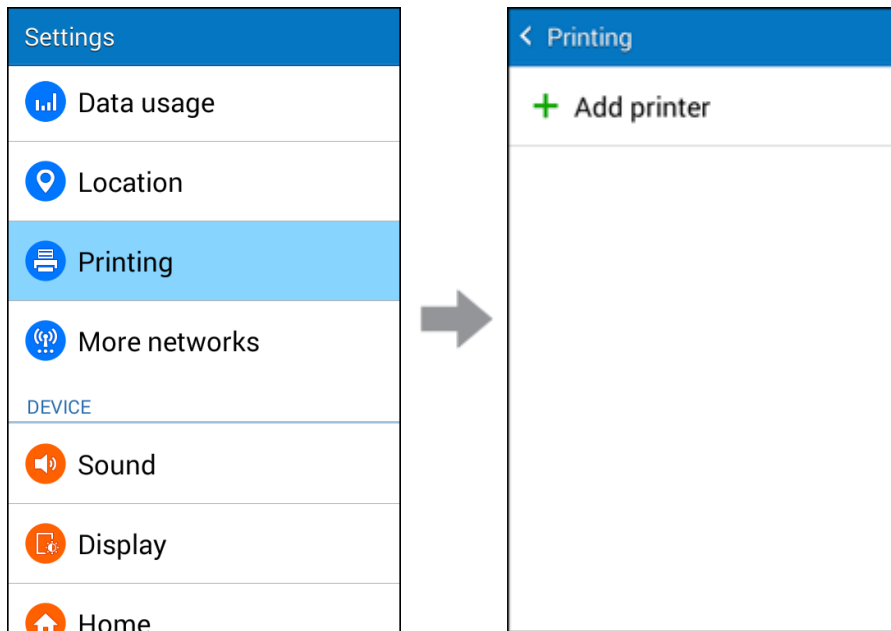 Settings
Data usage
Location
Printing
More networks
DEVICE
Sound
Display
Home
Printing
Add printer